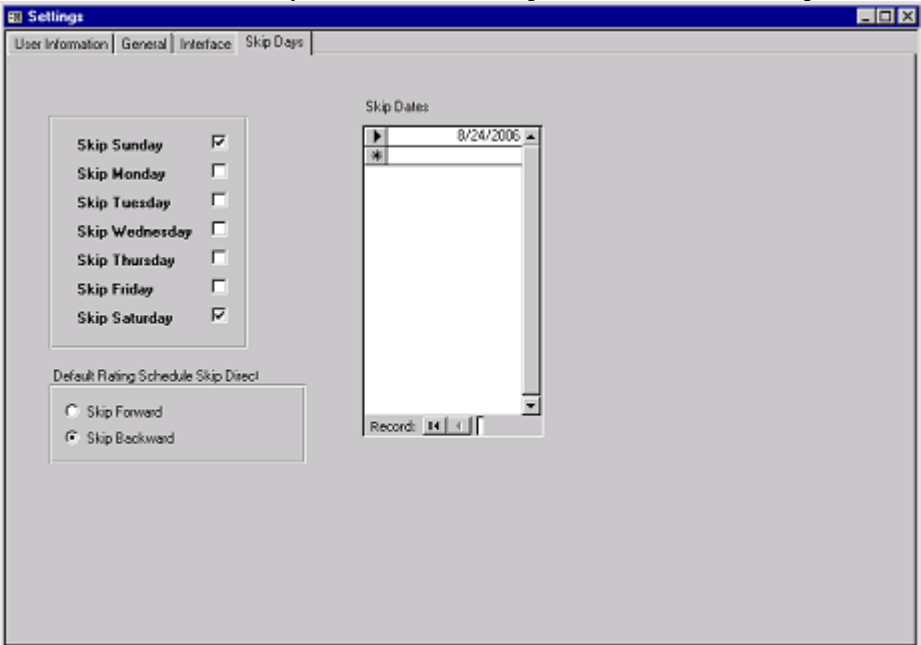 Settings
User Information General Interface Skip Days
Skip Dates
8/24/2006
Skip Sunday
Skip Monday
Skip Tuesday
Skip Wednesday
Skip Thursday
Skip Friday
Skip Saturday
Default Rating Schedule Skip Direct
Skip Forward
Skip Backward
Record: